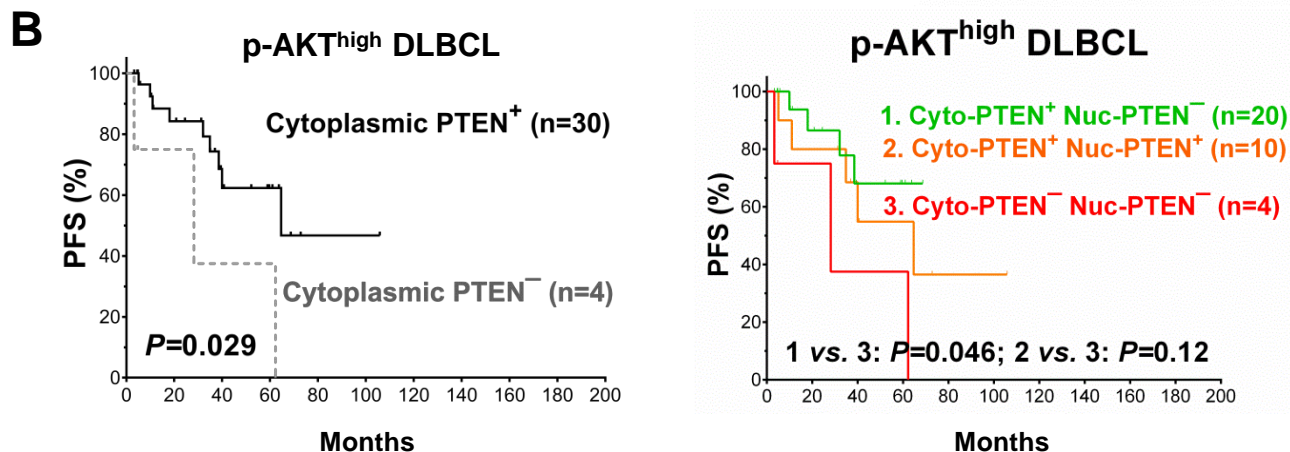 B
p-AKThigh DLBCL
100
80
60
40
20
0
PFS (%)
Cytoplasmic PTEN+ (n=30)
Cytoplasmic PTEN− (n=4)
P=0.029
0 20 40 60 80 100 120 140 160 180 200
Months
p-AKThigh DLBCL
100
80
60
40
20
0
PFS (%)
1. Cyto-PTEN+ Nuc-PTEN− (n=20)
2. Cyto-PTEN+ Nuc-PTEN+ (n=10)
3. Cyto-PTEN− Nuc-PTEN− (n=4)
1 vs. 3: P=0.046; 2 vs. 3: P=0.12
0 20 40 60 80 100 120 140 160 180 200
Months